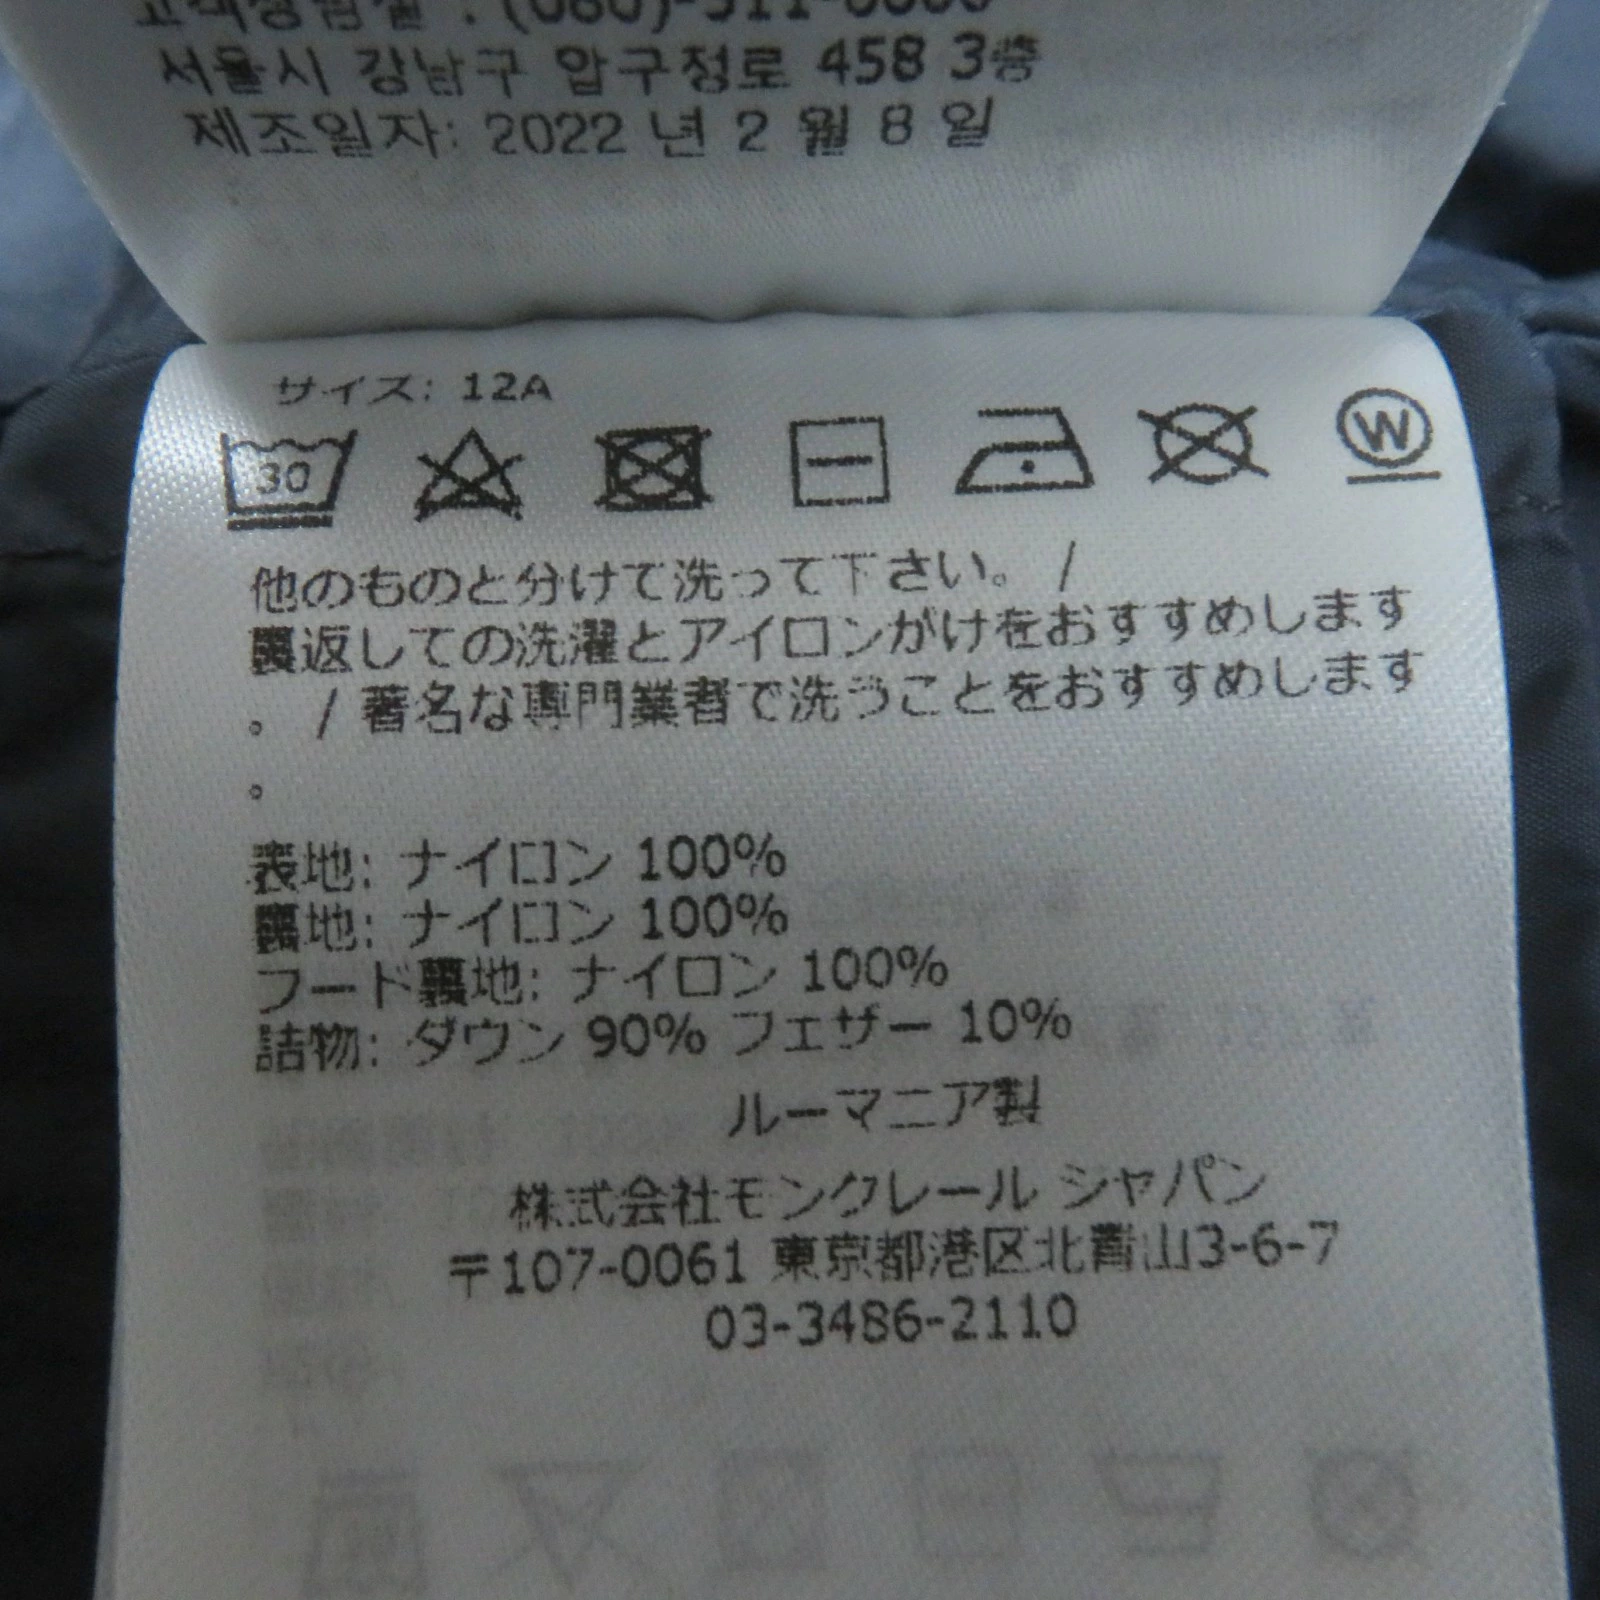 서울시 강남구 압구정로 458 3층
제조일자: 2022 년 2 월 8 일
サイズ: 12A
30
W
他のものと分けて洗って下さい。 /
裏返しての洗濯とアイロンがけをおすすめします
。 / 著名な専門業者で洗うことをおすすめします
。
表地: ナイロン 100%
裏地: ナイロン 100%
フード裏地: ナイロン 100%
詰物: ダウン 90% フェザー 10%
ルーマニア製
株式会社モンクレール ジャパン
〒107-0061 東京都港区北青山3-6-7
03-3486-2110